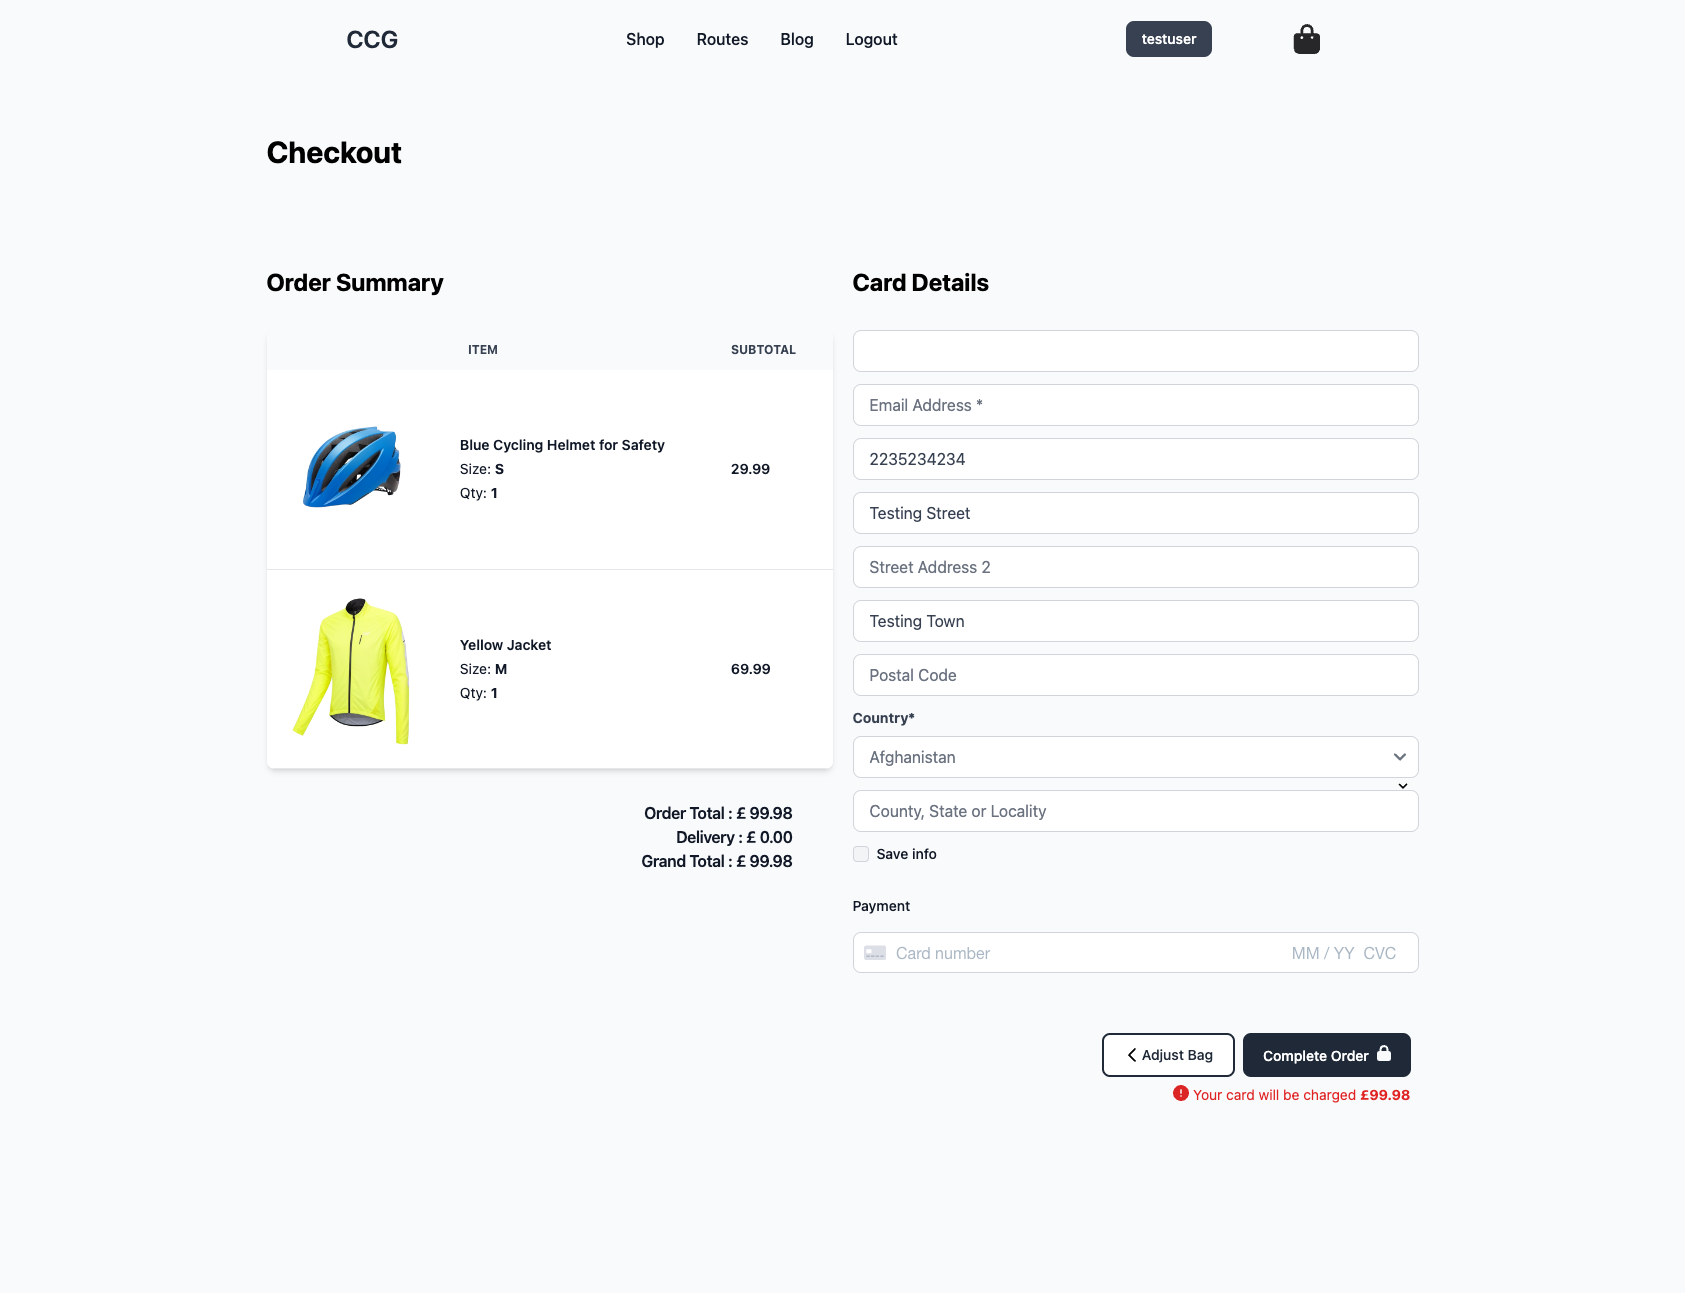 CCG
Shop Routes Blog Logout
testuser
Checkout
Order Summary
ITEM SUBTOTAL
Blue Cycling Helmet for Safety
Size: S
Qty: 1
29.99
Yellow Jacket
Size: M
Qty: 1
69.99
Order Total : £ 99.98
Delivery : £ 0.00
Grand Total : £ 99.98
Card Details
Email Address *
2235234234
Testing Street
Street Address 2
Testing Town
Postal Code
Country*
Afghanistan
County, State or Locality
Save info
Payment
Card number MM / YY CVC
Adjust Bag
Complete Order
Your card will be charged £99.98